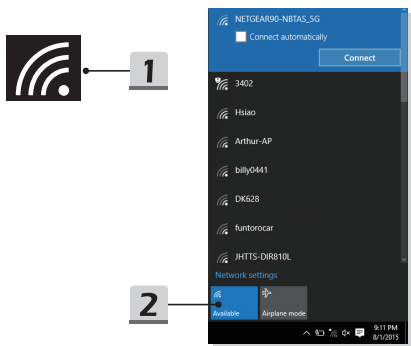 NETGEAR90-NBTAS_5G
Connect automatically
Connect
1
3402
Hsiao
Arthur-AP
billy0441
DK628
funtorocar
JHTTS-DIR810L
Network settings
2
Available
Airplane mode
9:11 PM
8/1/2015